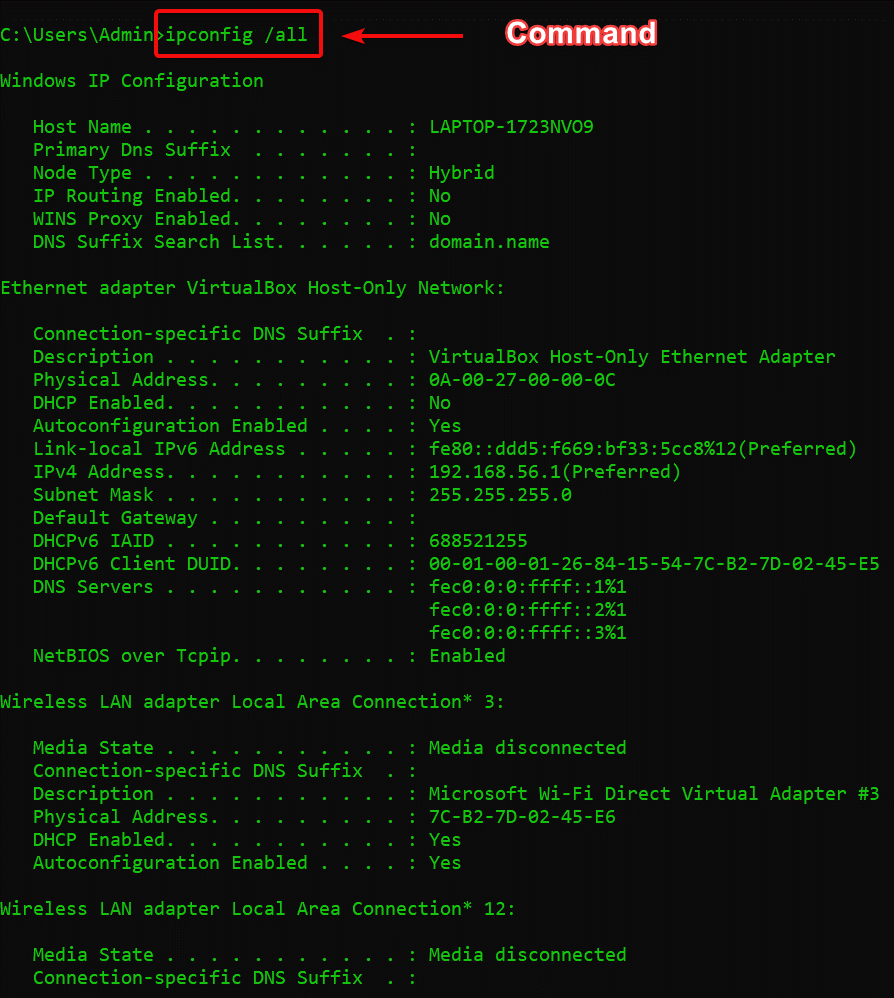 C:\Users\Admin>ipconfig /all
Command
Windows IP Configuration
Host Name . . . . . . . . . . . . : LAPTOP-1723NVO9
Primary Dns Suffix  . . . . . . . :
Node Type . . . . . . . . . . . . : Hybrid
IP Routing Enabled. . . . . . . . : No
WINS Proxy Enabled. . . . . . . . : No
DNS Suffix Search List. . . . . . : domain.name
Ethernet adapter VirtualBox Host-Only Network:
Connection-specific DNS Suffix  . :
Description . . . . . . . . . . . : VirtualBox Host-Only Ethernet Adapter
Physical Address. . . . . . . . . : 0A-00-27-00-00-0C
DHCP Enabled. . . . . . . . . . . : No
Autoconfiguration Enabled . . . . : Yes
Link-local IPv6 Address . . . . . : fe80::ddd5:f669:bf33:5cc8%12(Preferred)
IPv4 Address. . . . . . . . . . . : 192.168.56.1(Preferred)
Subnet Mask . . . . . . . . . . . : 255.255.255.0
Default Gateway . . . . . . . . . :
DHCPv6 IAID . . . . . . . . . . . : 688521255
DHCPv6 Client DUID. . . . . . . . : 00-01-00-01-26-84-15-54-7C-B2-7D-02-45-E5
DNS Servers . . . . . . . . . . . : fec0:0:0:ffff::1%1
fec0:0:0:ffff::2%1
fec0:0:0:ffff::3%1
NetBIOS over Tcpip. . . . . . . . : Enabled
Wireless LAN adapter Local Area Connection* 3:
Media State . . . . . . . . . . . : Media disconnected
Connection-specific DNS Suffix  . :
Description . . . . . . . . . . . : Microsoft Wi-Fi Direct Virtual Adapter #3
Physical Address. . . . . . . . . : 7C-B2-7D-02-45-E6
DHCP Enabled. . . . . . . . . . . : Yes
Autoconfiguration Enabled . . . . : Yes
Wireless LAN adapter Local Area Connection* 12:
Media State . . . . . . . . . . . : Media disconnected
Connection-specific DNS Suffix  . :